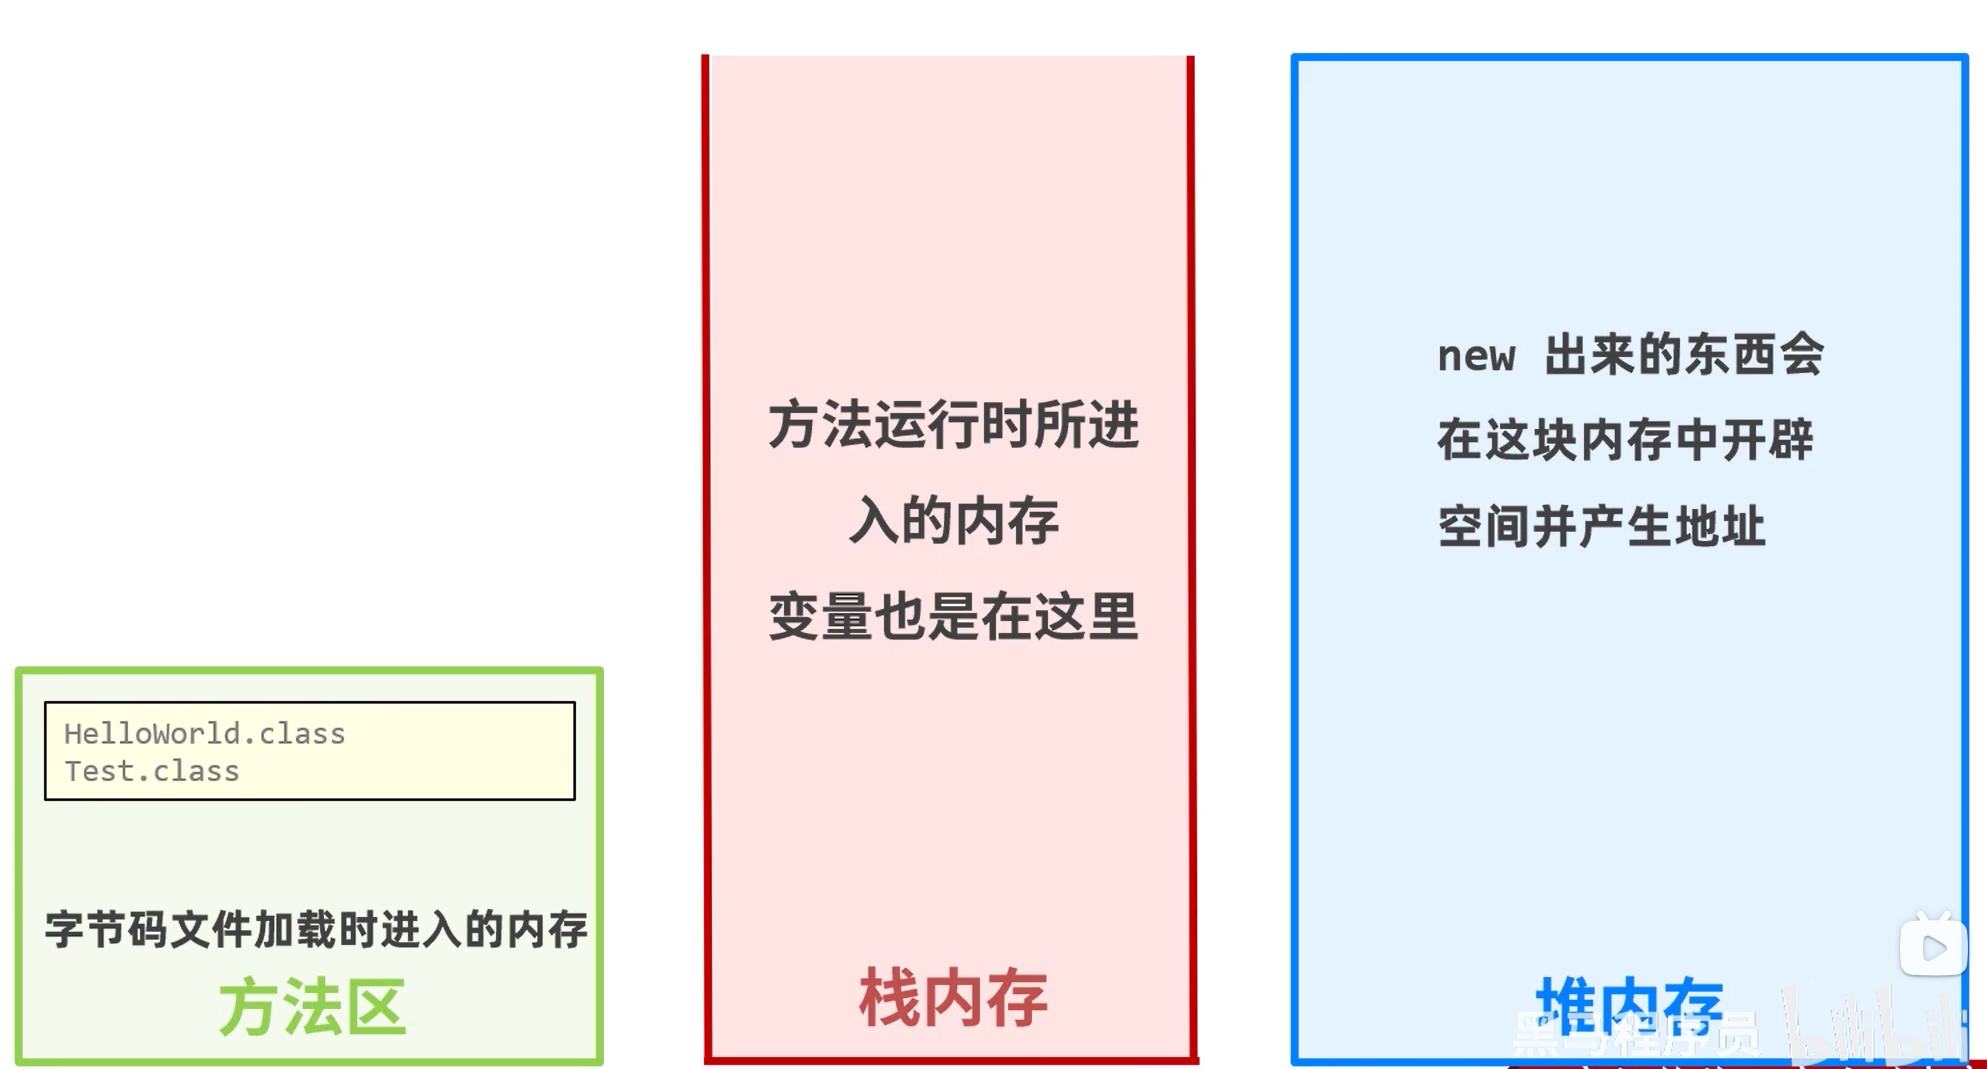 HelloWorld.class
Test.class
字节码文件加载时进入的内存
方法区
方法运行时所进
入的内存
变量也是在这里
栈内存
new 出来的东西会
在这块内存中开辟
空间并产生地址
堆内存
黑马程序员
bilibili